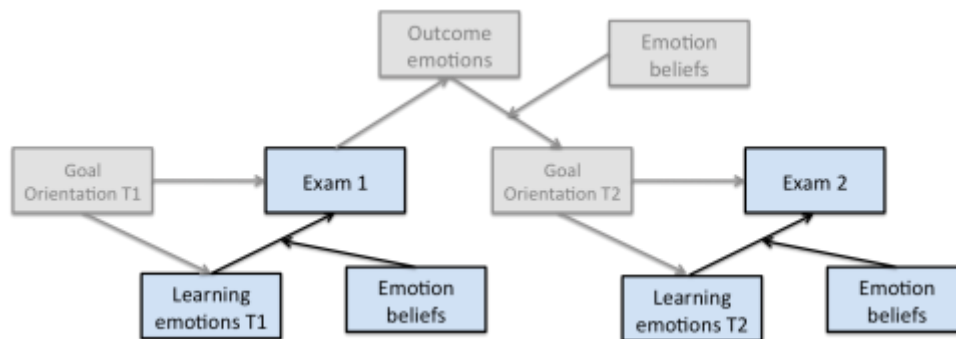 Outcome
emotions
Emotion
beliefs
Goal
Orientation T1
Exam 1
Goal
Orientation T2
Exam 2
Learning
emotions T1
Emotion
beliefs
Learning
emotions T2
Emotion
beliefs